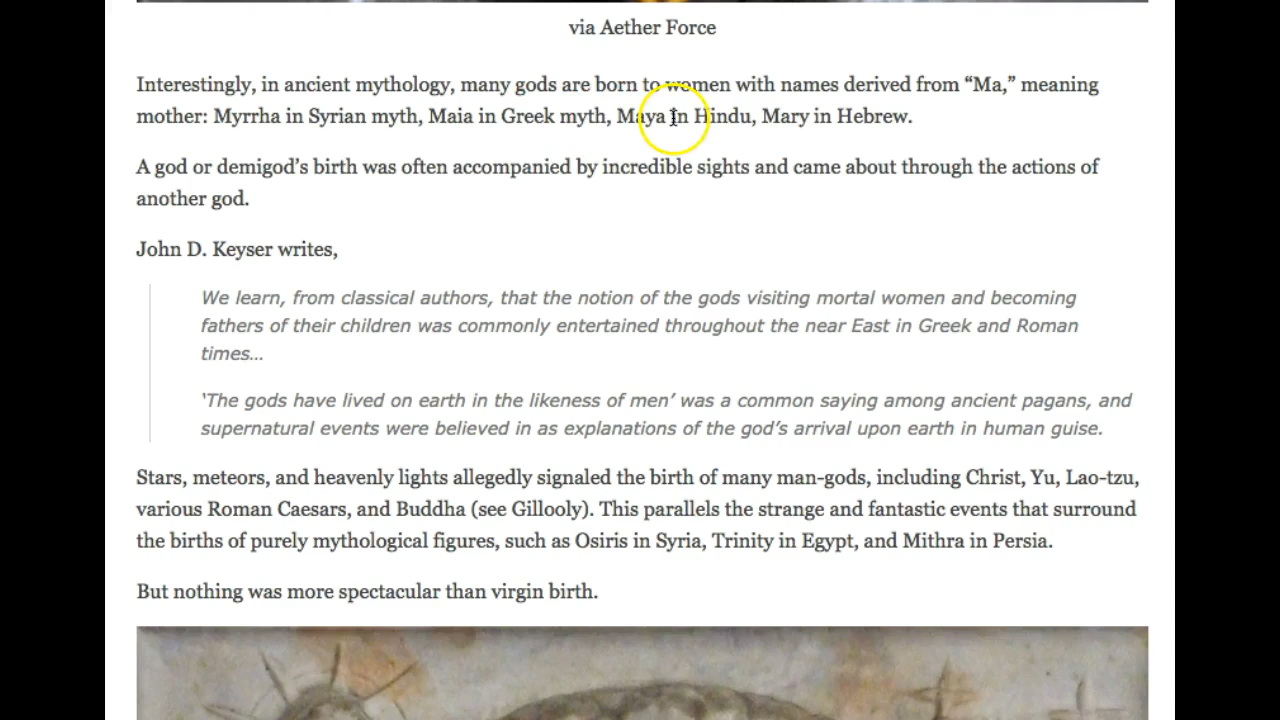 via Aether Force
Interestingly, in ancient mythology, many gods are born to women with names derived from “Ma,” meaning
mother: Myrrha in Syrian myth, Maia in Greek myth, Maya in Hindu, Mary in Hebrew.
A god or demigod’s birth was often accompanied by incredible sights and came about through the actions of
another god.
John D. Keyser writes,
We learn, from classical authors, that the notion of the gods visiting mortal women and becoming
fathers of their children was commonly entertained throughout the near East in Greek and Roman
times…
‘The gods have lived on earth in the likeness of men’ was a common saying among ancient pagans, and
supernatural events were believed in as explanations of the god’s arrival upon earth in human guise.
Stars, meteors, and heavenly lights allegedly signaled the birth of many man-gods, including Christ, Yu, Lao-tzu,
various Roman Caesars, and Buddha (see Gillooly). This parallels the strange and fantastic events that surround
the births of purely mythological figures, such as Osiris in Syria, Trinity in Egypt, and Mithra in Persia.
But nothing was more spectacular than virgin birth.